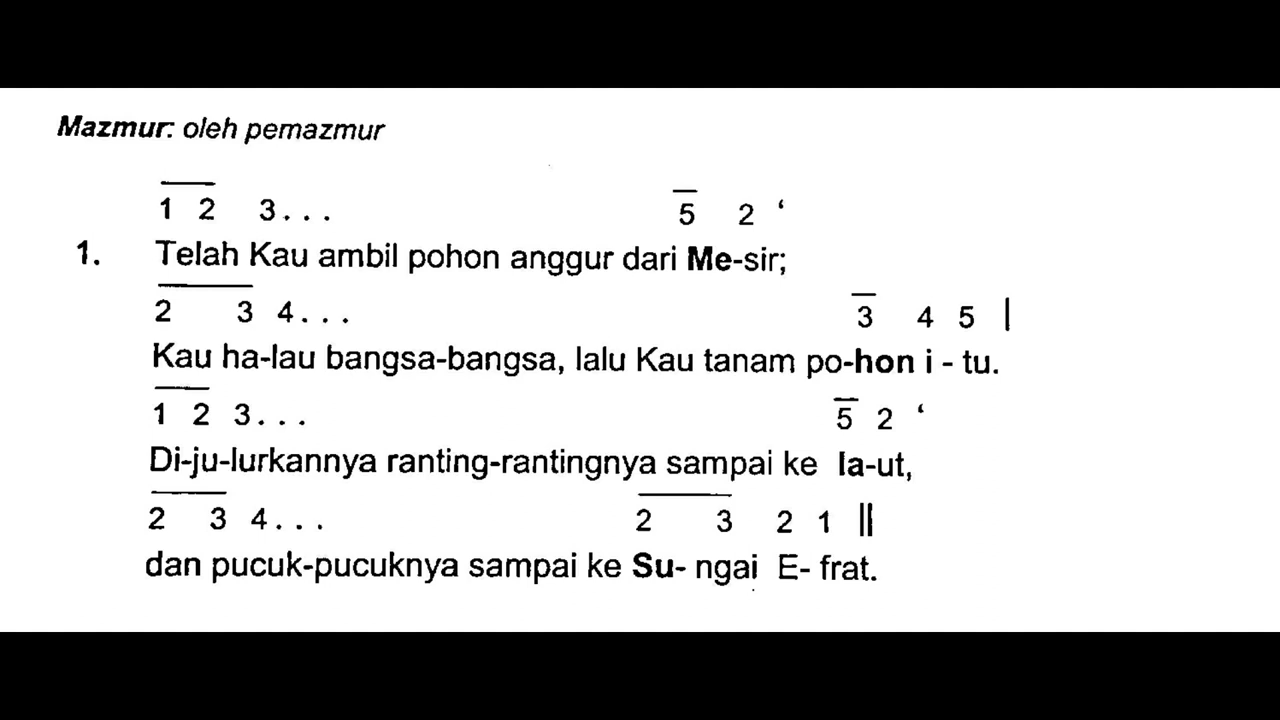 Mazmur: oleh pemazmur
1 2 3... 5 2 ‘
1. Telah Kau ambil pohon anggur dari Me-sir;
2 3 4... 3 4 5 |
Kau ha-lau bangsa-bangsa, lalu Kau tanam po-hon i - tu.
1 2 3... 5 2 ‘
Di-ju-lurkannya ranting-rantingnya sampai ke la-ut,
2 3 4... 2 3 2 1 ||
dan pucuk-pucuknya sampai ke Su- ngai E- frat.